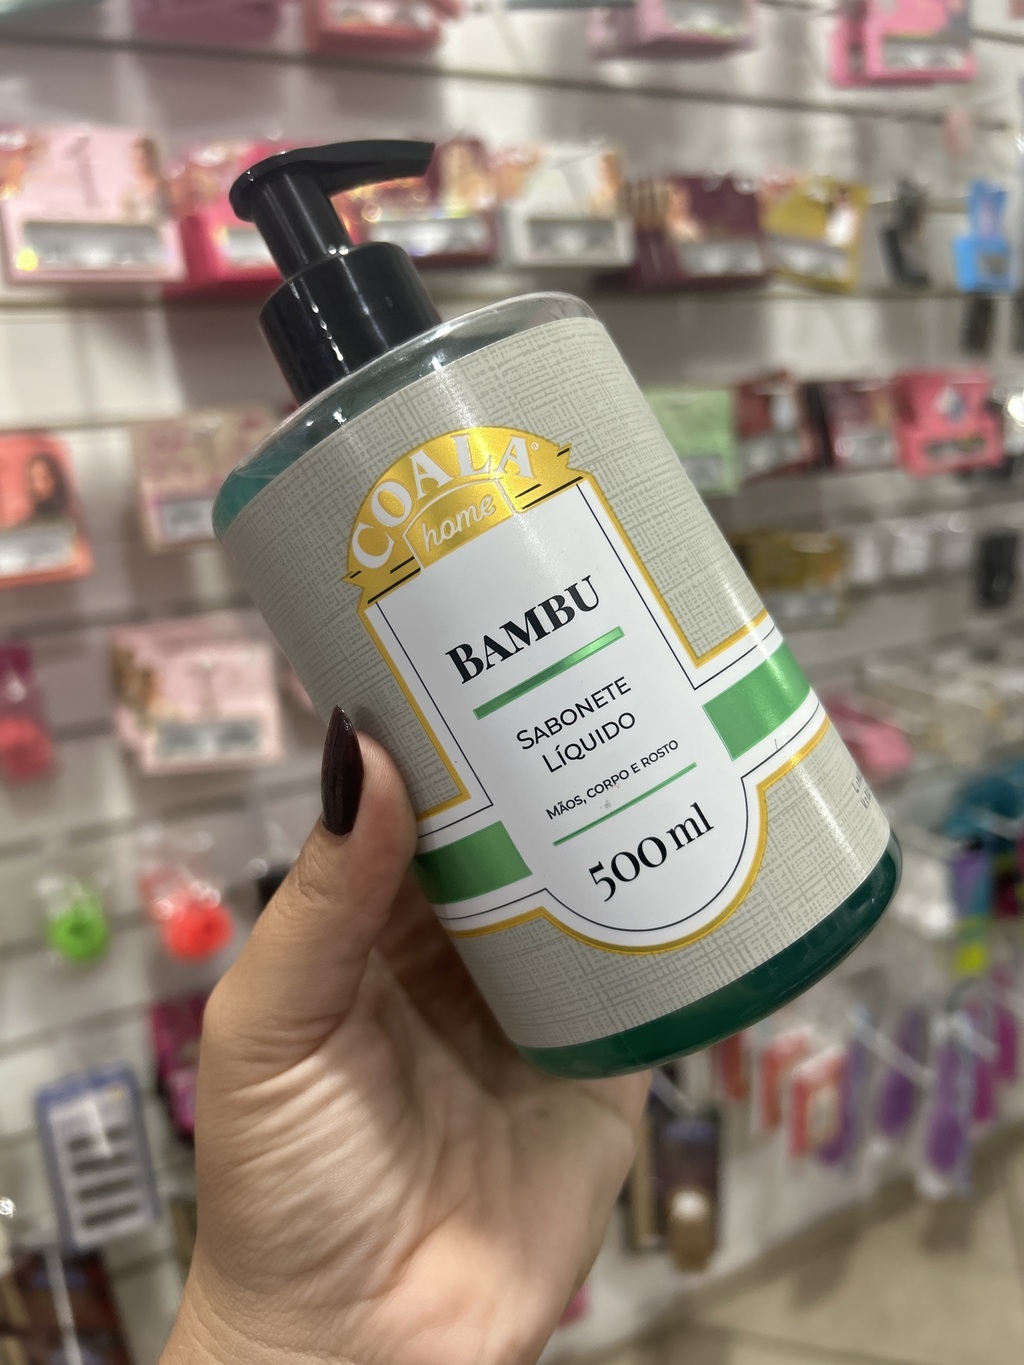 COALA®
home
BAMBU
SABONETE
LÍQUIDO
MÃOS, CORPO E ROSTO
500 ml